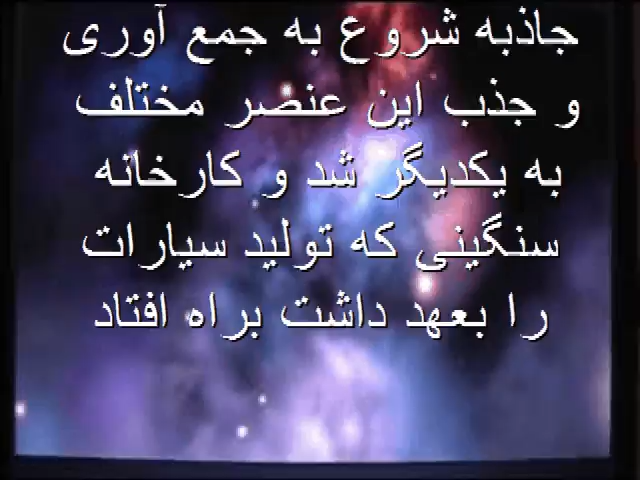 جاذبه شروع به جمع آوری
و جذب این عنصر مختلف
به یکدیگر شد و کارخانه
سنگینی که تولید سیارات
را بعهد داشت براه افتاد